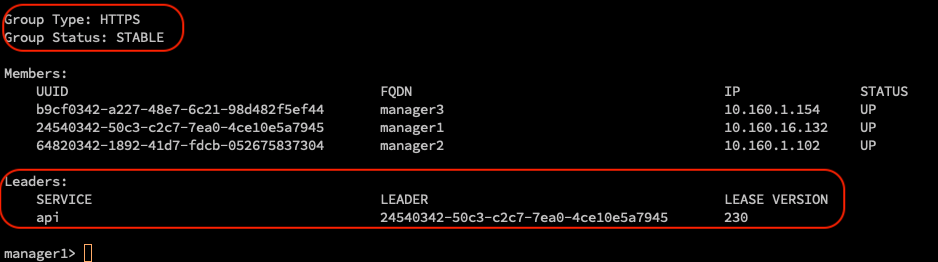 Group Type: HTTPS
Group Status: STABLE
Members:
UUID FQDN IP STATUS
b9cf0342-a227-48e7-6c21-98d482f5ef44 manager3 10.160.1.154 UP
24540342-50c3-c2c7-7ea0-4ce10e5a7945 manager1 10.160.16.132 UP
64820342-1892-41d7-fdcb-052675837304 manager2 10.160.1.102 UP
Leaders:
SERVICE LEADER LEASE VERSION
api 24540342-50c3-c2c7-7ea0-4ce10e5a7945 230
manager1>